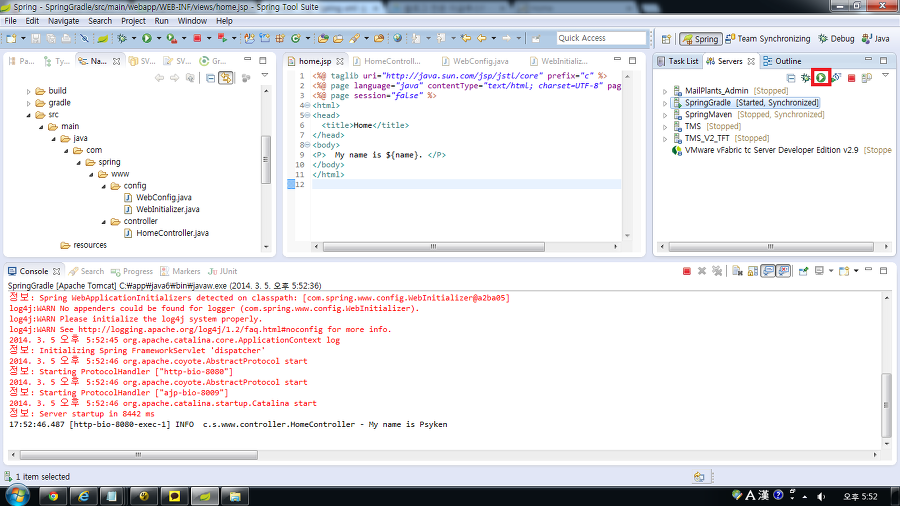 Spring - SpringGradle/src/main/webapp/WEB-INF/views/home.jsp - Spring Tool Suite
File Edit Navigate Search Project Run Window Help
Quick Access
Spring Team Synchronizing Debug Java
Pa... Ty... Na... SV... SV... Gr...
build
gradle
src
main
java
com
spring
www
config
WebConfig.java
WebInitializer.java
controller
HomeController.java
resources
home.jsp HomeController... WebConfig.java WebInitializ...
1 <%@ taglib uri="http://java.sun.com/jsp/jstl/core" prefix="c" %>
2 <%@ page language="java" contentType="text/html; charset=UTF-8" pag
3 <%@ page session="false" %>
4 <html>
5 <head>
6 <title>Home</title>
7 </head>
8 <body>
9 <P> My name is ${name}. </P>
10 </body>
11 </html>
12
Task List Servers Outline
MailPlants_Admin [Stopped]
SpringGradle [Started, Synchronized]
SpringMaven [Stopped, Synchronized]
TMS [Stopped]
TMS_V2_TFT [Stopped]
VMware vFabric tc Server Developer Edition v2.9 [Stoppe
Console Search Progress Markers JUnit
SpringGradle [Apache Tomcat] C:₩app₩java6₩bin₩javaw.exe (2014. 3. 5. 오후 5:52:36)
정보: Spring WebApplicationInitializers detected on classpath: [com.spring.www.config.WebInitializer@a2ba05]
log4j:WARN No appenders could be found for logger (com.spring.www.config.WebInitializer).
log4j:WARN Please initialize the log4j system properly.
log4j:WARN See http://logging.apache.org/log4j/1.2/faq.html#noconfig for more info.
2014. 3. 5 오후 5:52:45 org.apache.catalina.core.ApplicationContext log
정보: Initializing Spring FrameworkServlet 'dispatcher'
2014. 3. 5 오후 5:52:46 org.apache.coyote.AbstractProtocol start
정보: Starting ProtocolHandler ["http-bio-8080"]
2014. 3. 5 오후 5:52:46 org.apache.coyote.AbstractProtocol start
정보: Starting ProtocolHandler ["ajp-bio-8009"]
2014. 3. 5 오후 5:52:46 org.apache.catalina.startup.Catalina start
정보: Server startup in 8442 ms
17:52:46.487 [http-bio-8080-exec-1] INFO c.s.www.controller.HomeController - My name is Psyken
1 item selected
A 漢
오후 5:52